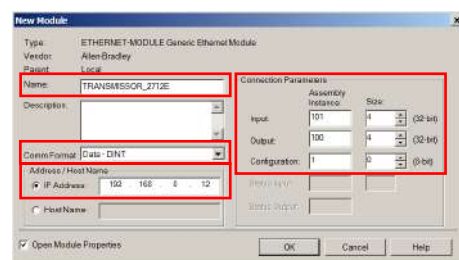 New Module
Type: ETHERNET-MODULE Generic Ethernet Module
Vendor: Allen-Bradley
Parent: Local
Name: TRANSMISSOR_2712E
Description:
Comm Format: Data - DINT
Address / Host Name
IP Address: 192 . 168 . 0 . 12
Host Name:
Connection Parameters
Assembly Instance: Size:
Input: 101 4 (32-bit)
Output: 100 4 (32-bit)
Configuration: 1 0 (8-bit)
Status Input:
Status Output:
Open Module Properties
OK Cancel Help